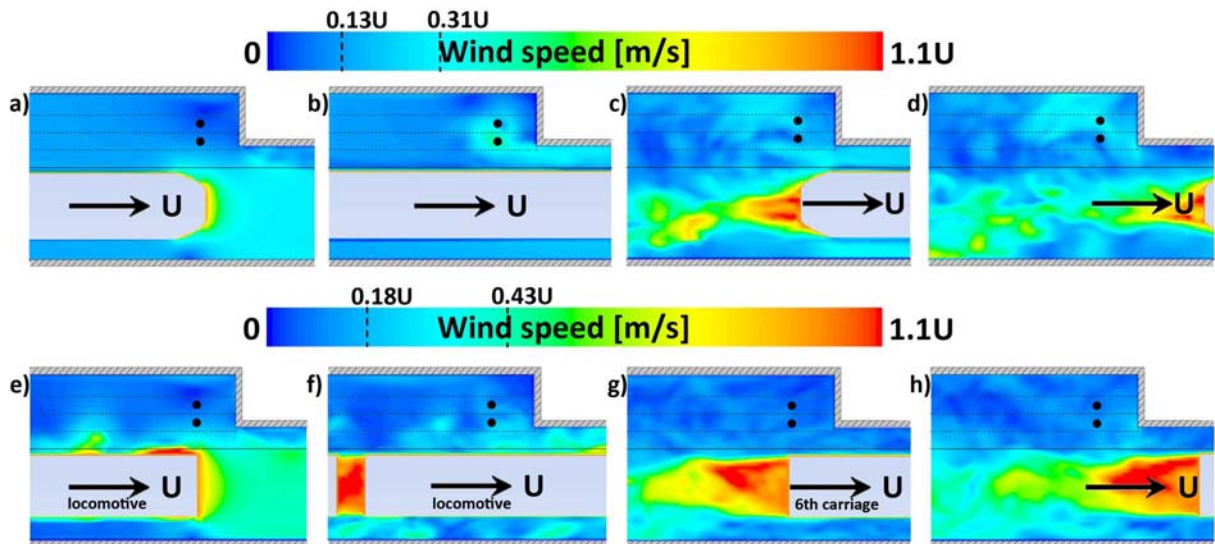 0.13U 0.31U
0 Wind speed [m/s] 1.1U
a) b) c) d)
U U U U
0.18U 0.43U
0 Wind speed [m/s] 1.1U
e) f) g) h)
U U U U
locomotive locomotive 6th carriage